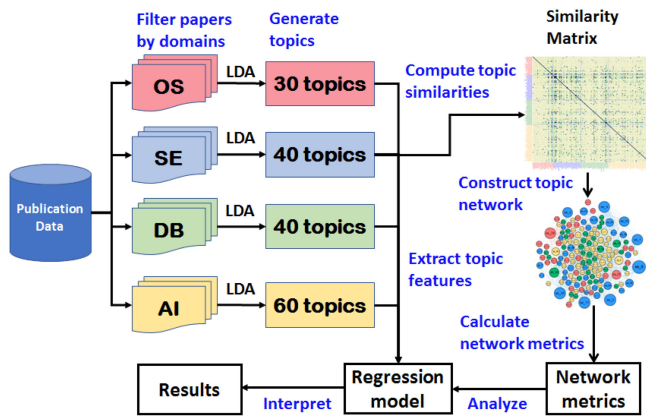 Filter papers
by domains
Generate
topics
Similarity
Matrix
OS
LDA
30 topics
Compute topic
similarities
SE
LDA
40 topics
Publication
Data
Construct topic
network
DB
LDA
40 topics
Extract topic
features
AI
LDA
60 topics
Calculate
network metrics
Results
Interpret
Regression
model
Analyze
Network
metrics